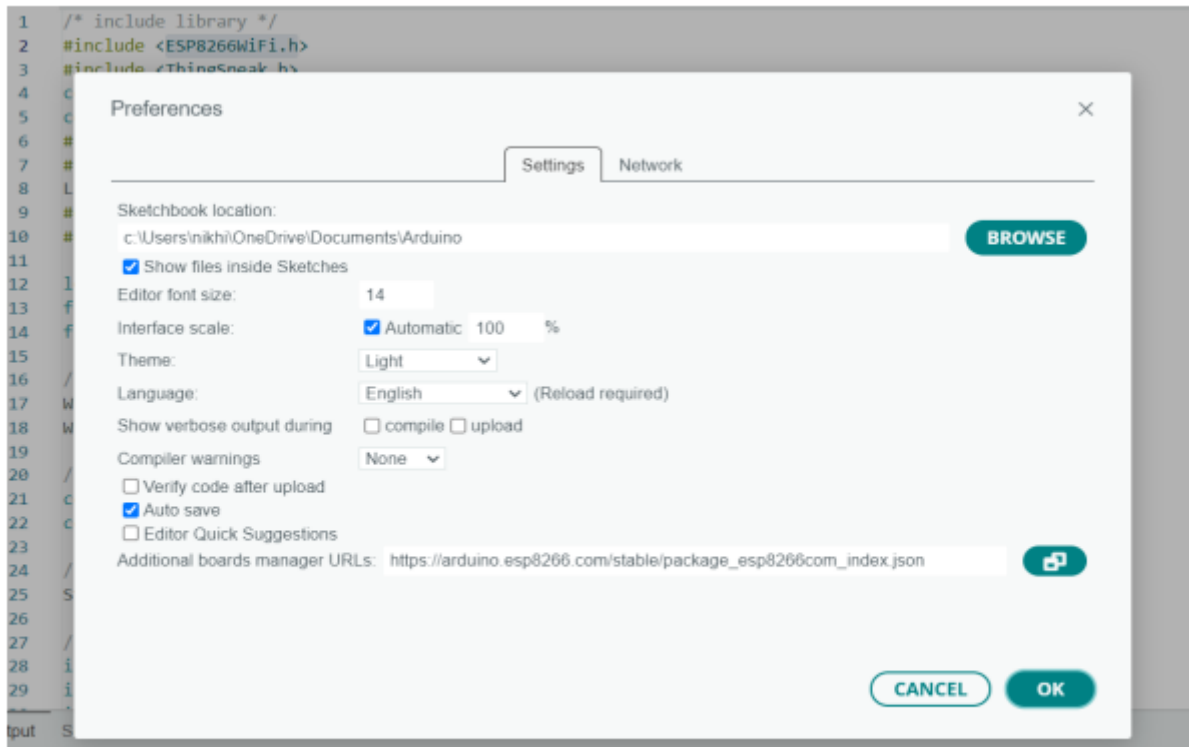 1 /* include library */
2 #include <ESP8266WiFi.h>
3 #include <ThingSpeak.h>
4 c
5 c
6 #
7 #
8 L
9 #
10 #
11
12 l
13 f
14 f
15
16 /
17 W
18 W
19
20 /
21 c
22 c
23
24 /
25 S
26
27 /
28 i
29 i
tput S
Preferences
Settings Network
Sketchbook location:
c:\Users\nikhi\OneDrive\Documents\Arduino BROWSE
Show files inside Sketches
Editor font size: 14
Interface scale: Automatic 100 %
Theme: Light
Language: English (Reload required)
Show verbose output during compile upload
Compiler warnings None
Verify code after upload
Auto save
Editor Quick Suggestions
Additional boards manager URLs: https://arduino.esp8266.com/stable/package_esp8266com_index.json
CANCEL OK